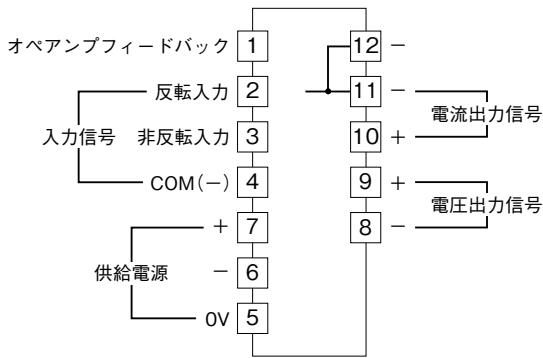 オペアンプフィードバック 1
反転入力 2
入力信号
非反転入力 3
COM(−) 4
+ 7
供給電源
− 6
0V 5
12 −
11 −
電流出力信号
10 +
9 +
電圧出力信号
8 −